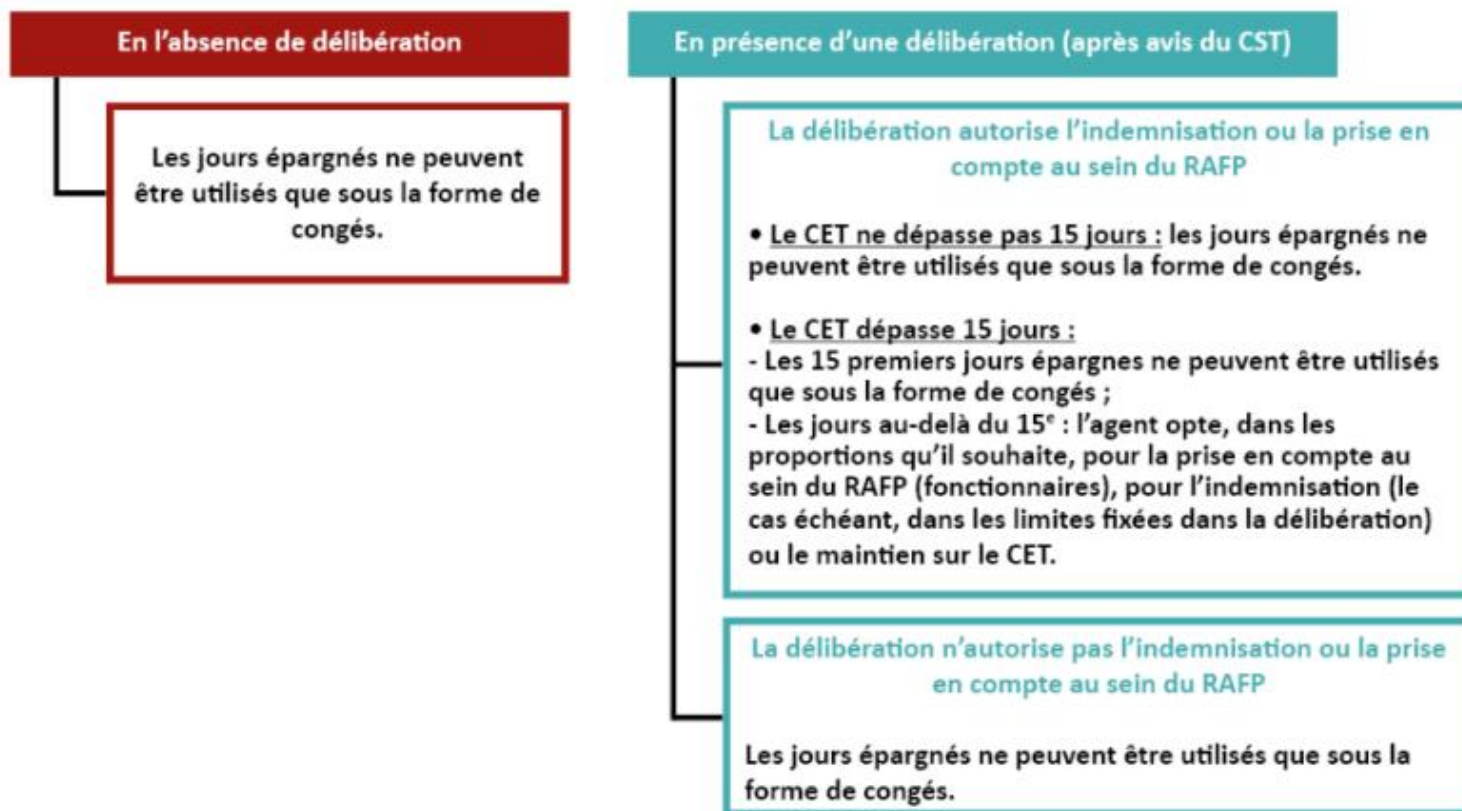 En l'absence de délibération
Les jours épargnés ne peuvent
être utilisés que sous la forme de
congés.
En présence d'une délibération (après avis du CST)
La délibération autorise l'indemnisation ou la prise en
compte au sein du RAFP
• Le CET ne dépasse pas 15 jours : les jours épargnés ne
peuvent être utilisés que sous la forme de congés.
• Le CET dépasse 15 jours :
- Les 15 premiers jours épargnes ne peuvent être utilisés
que sous la forme de congés ;
- Les jours au-delà du 15e : l'agent opte, dans les
proportions qu'il souhaite, pour la prise en compte au
sein du RAFP (fonctionnaires), pour l'indemnisation (le
cas échéant, dans les limites fixées dans la délibération)
ou le maintien sur le CET.
La délibération n'autorise pas l'indemnisation ou la prise
en compte au sein du RAFP
Les jours épargnés ne peuvent être utilisés que sous la
forme de congés.